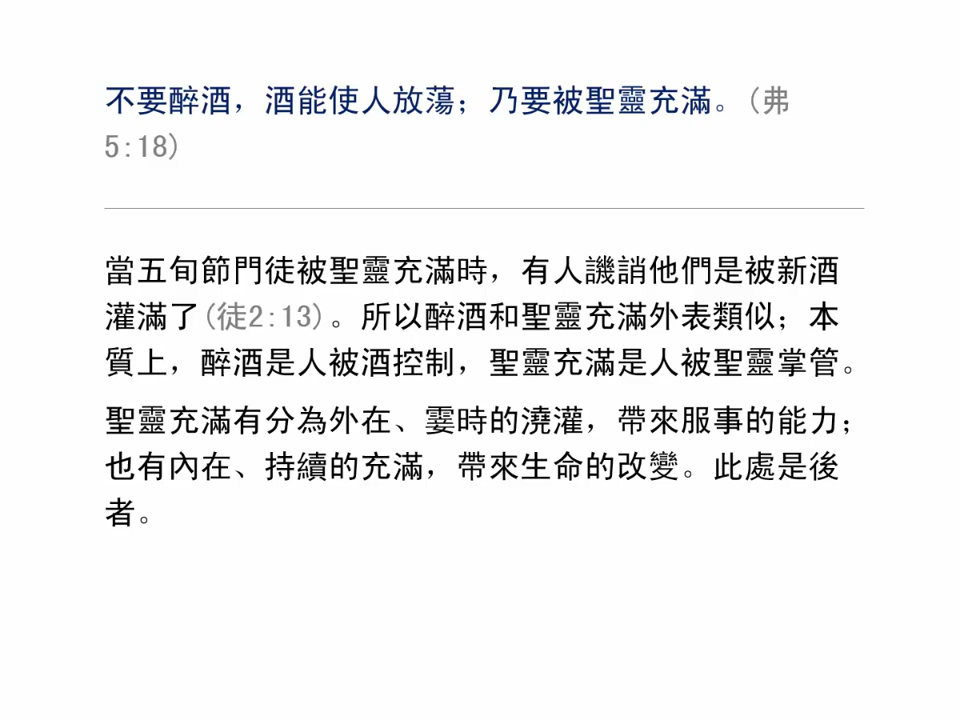 不要醉酒，酒能使人放蕩；乃要被聖靈充滿。(弗
5:18)
當五旬節門徒被聖靈充滿時，有人譏誚他們是被新酒
灌滿了(徒2:13)。所以醉酒和聖靈充滿外表類似；本
質上，醉酒是人被酒控制，聖靈充滿是人被聖靈掌管。
聖靈充滿有分為外在、霎時的澆灌，帶來服事的能力；
也有內在、持續的充滿，帶來生命的改變。此處是後
者。